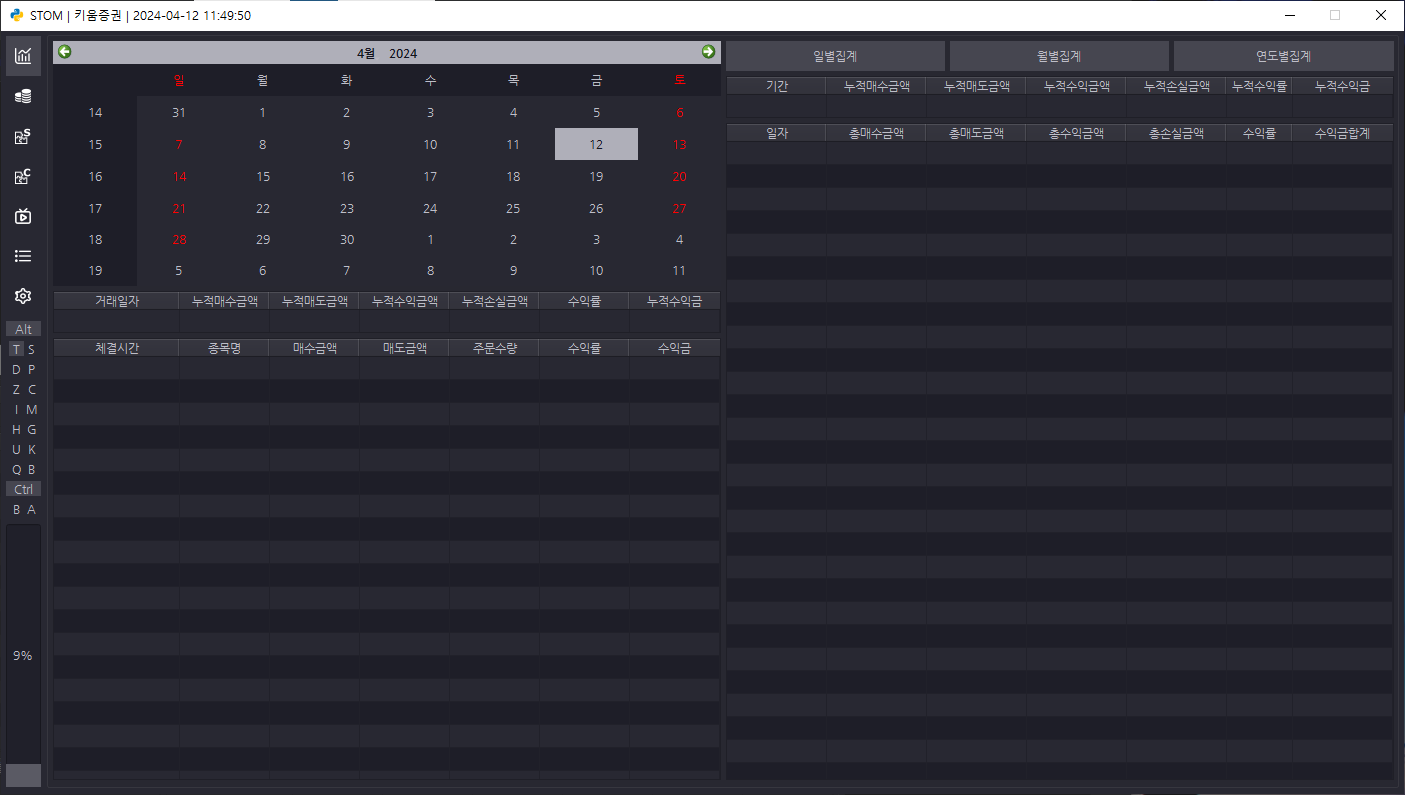 STOM | 키움증권 | 2024-04-12 11:49:50
4월 2024
일 월 화 수 목 금 토
14 31 1 2 3 4 5 6
15 7 8 9 10 11 12 13
16 14 15 16 17 18 19 20
17 21 22 23 24 25 26 27
18 28 29 30 1 2 3 4
19 5 6 7 8 9 10 11
거래일자 누적매수금액 누적매도금액 누적수익금액 누적손실금액 수익률 누적수익금
체결시간 종목명 매수금액 매도금액 주문수량 수익률 수익금
일별집계 월별집계 연도별집계
기간 누적매수금액 누적매도금액 누적수익금액 누적손실금액 누적수익률 누적수익금
일자 총매수금액 총매도금액 총수익금액 총손실금액 수익률 수익금합계
S
C
Alt
T S
D P
Z C
I M
H G
U K
Q B
Ctrl
B A
9%